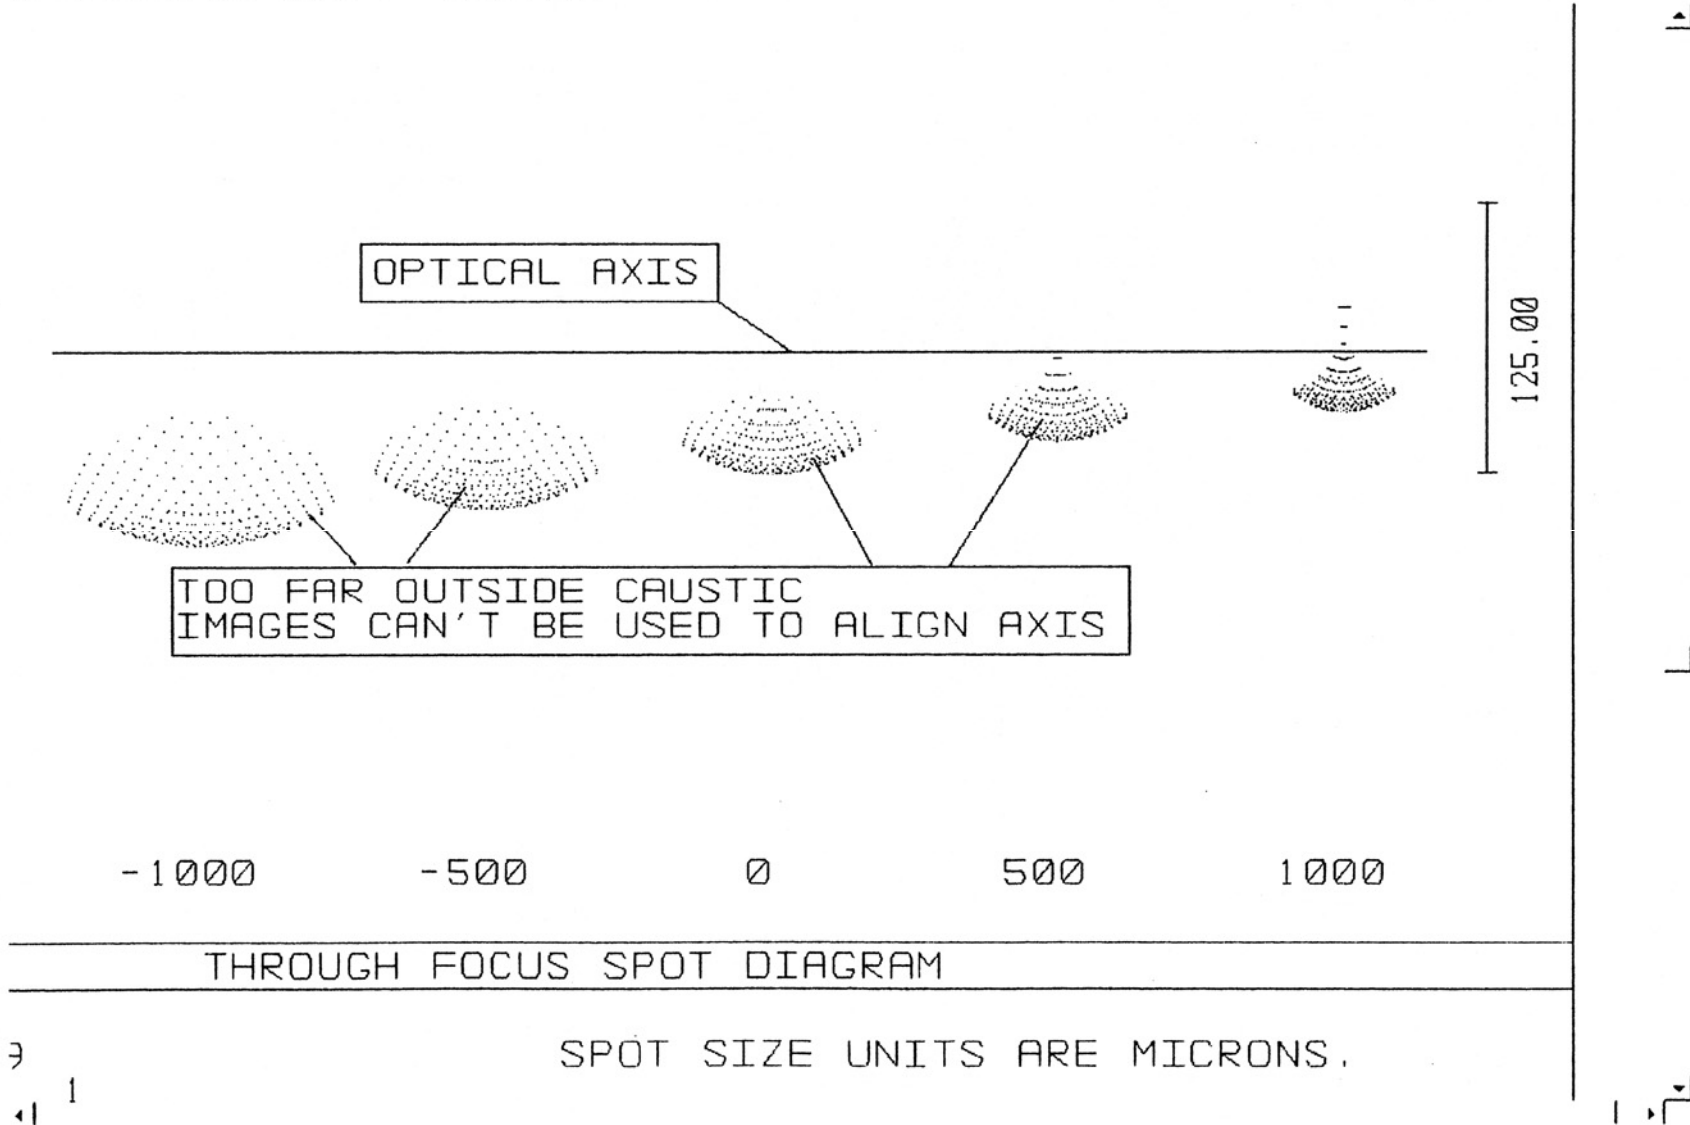 OPTICAL AXIS
125.00
TOO FAR OUTSIDE CAUSTIC
IMAGES CAN'T BE USED TO ALIGN AXIS
-1000 -500 0 500 1000
THROUGH FOCUS SPOT DIAGRAM
SPOT SIZE UNITS ARE MICRONS.
1